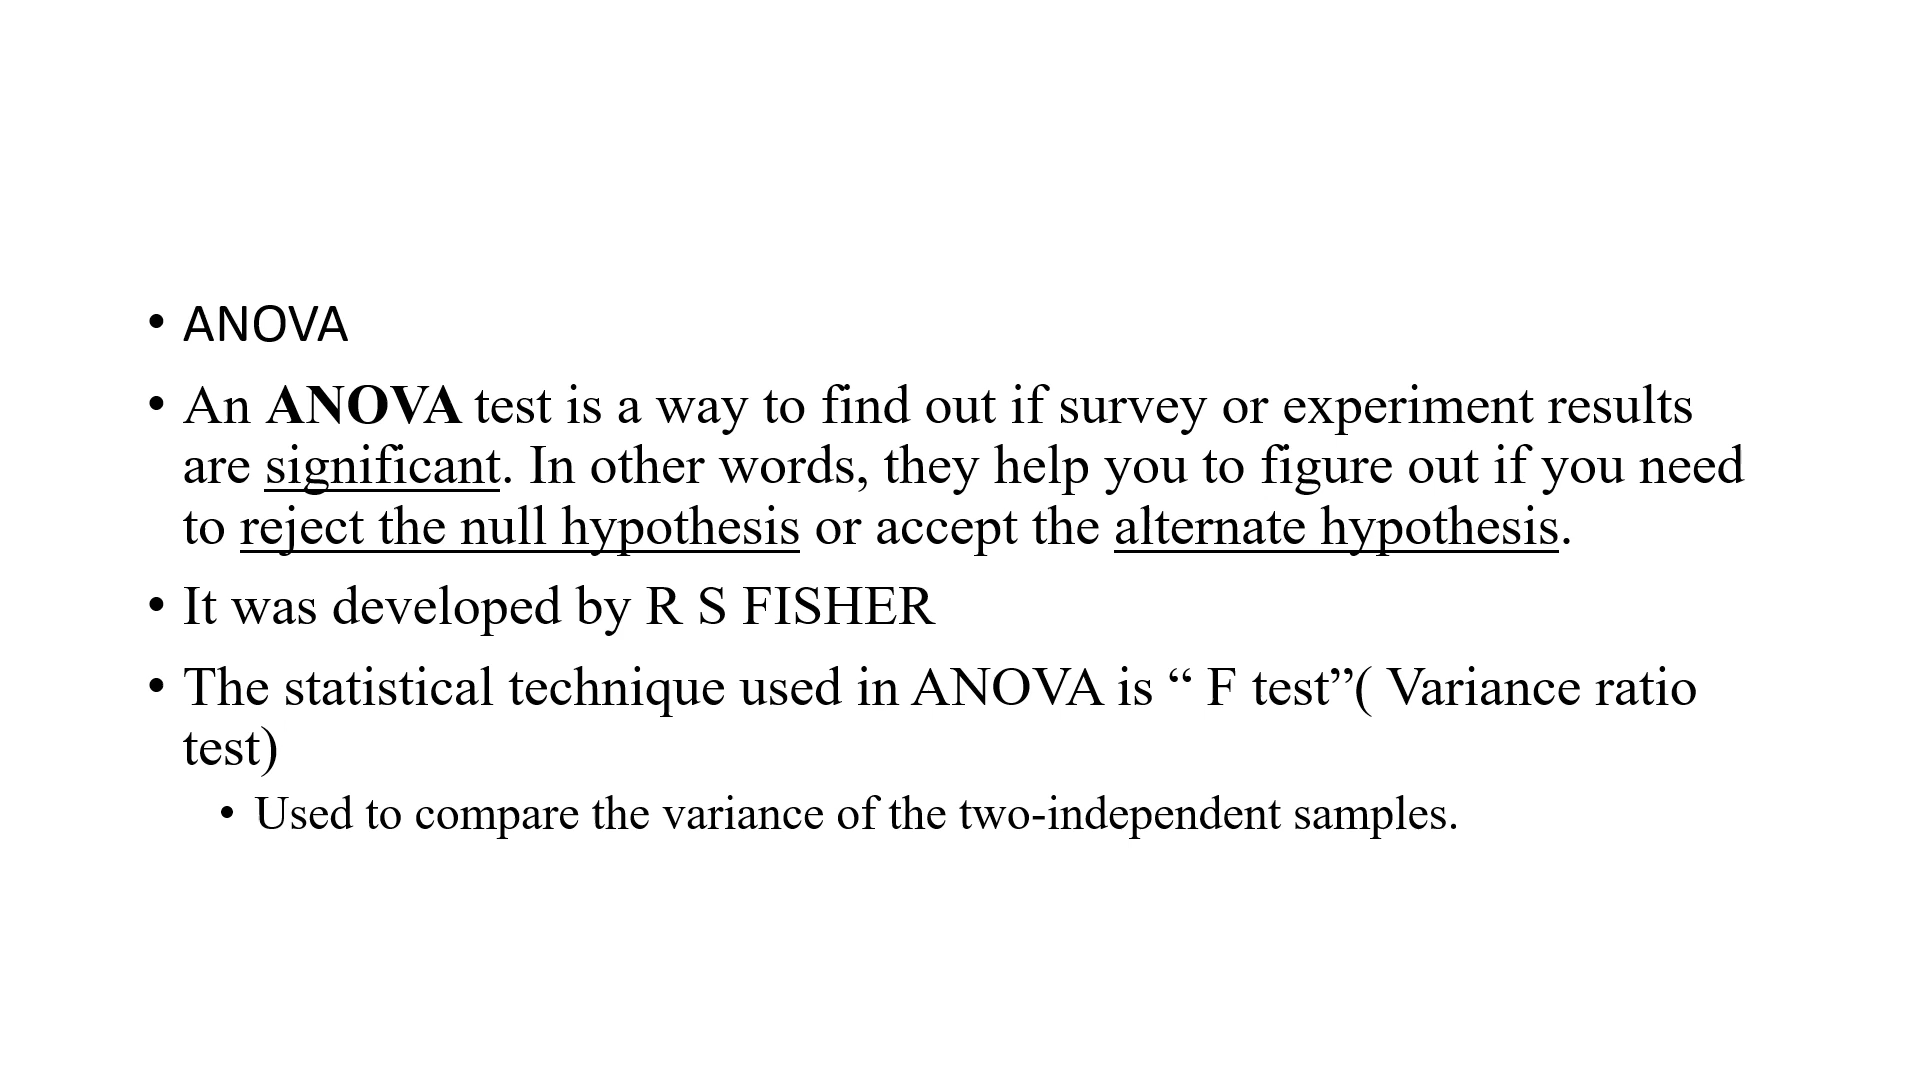 • ANOVA
• An ANOVA test is a way to find out if survey or experiment results
are significant. In other words, they help you to figure out if you need
to reject the null hypothesis or accept the alternate hypothesis.
• It was developed by R S FISHER
• The statistical technique used in ANOVA is “ F test”( Variance ratio
test)
• Used to compare the variance of the two-independent samples.